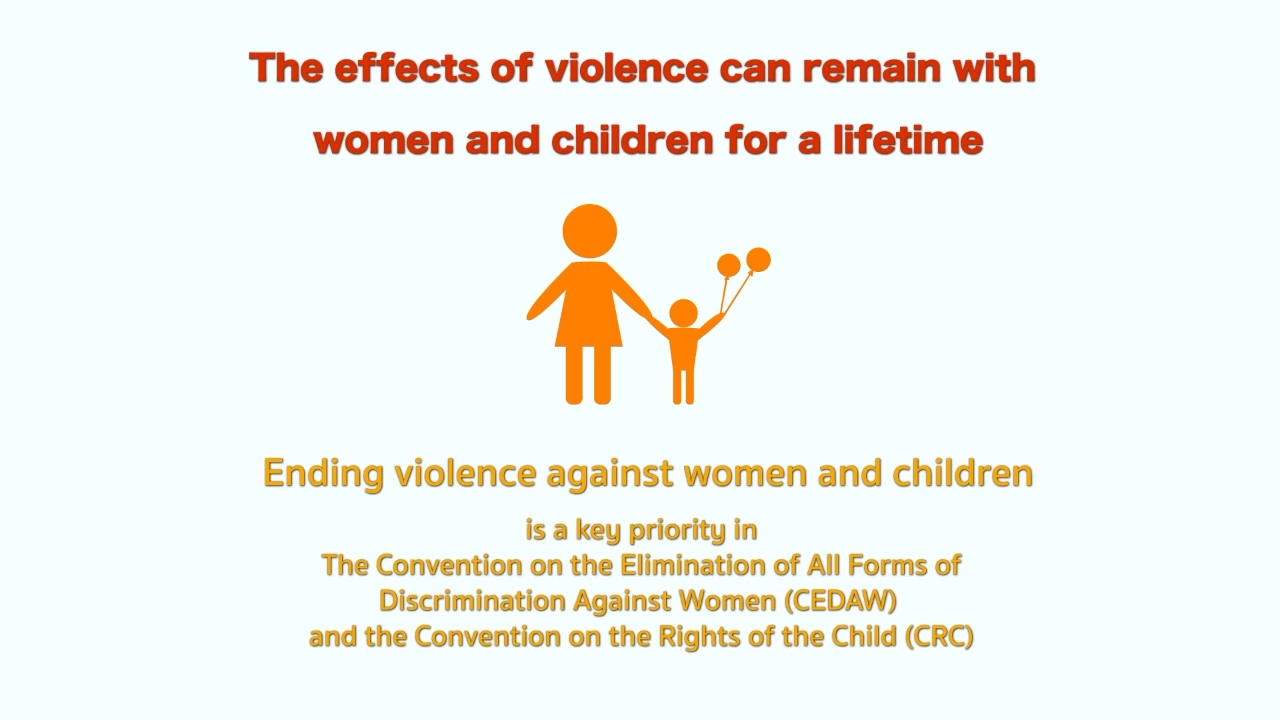 The effects of violence can remain with
women and children for a lifetime
Ending violence against women and children
is a key priority in
The Convention on the Elimination of All Forms of
Discrimination Against Women (CEDAW)
and the Convention on the Rights of the Child (CRC)